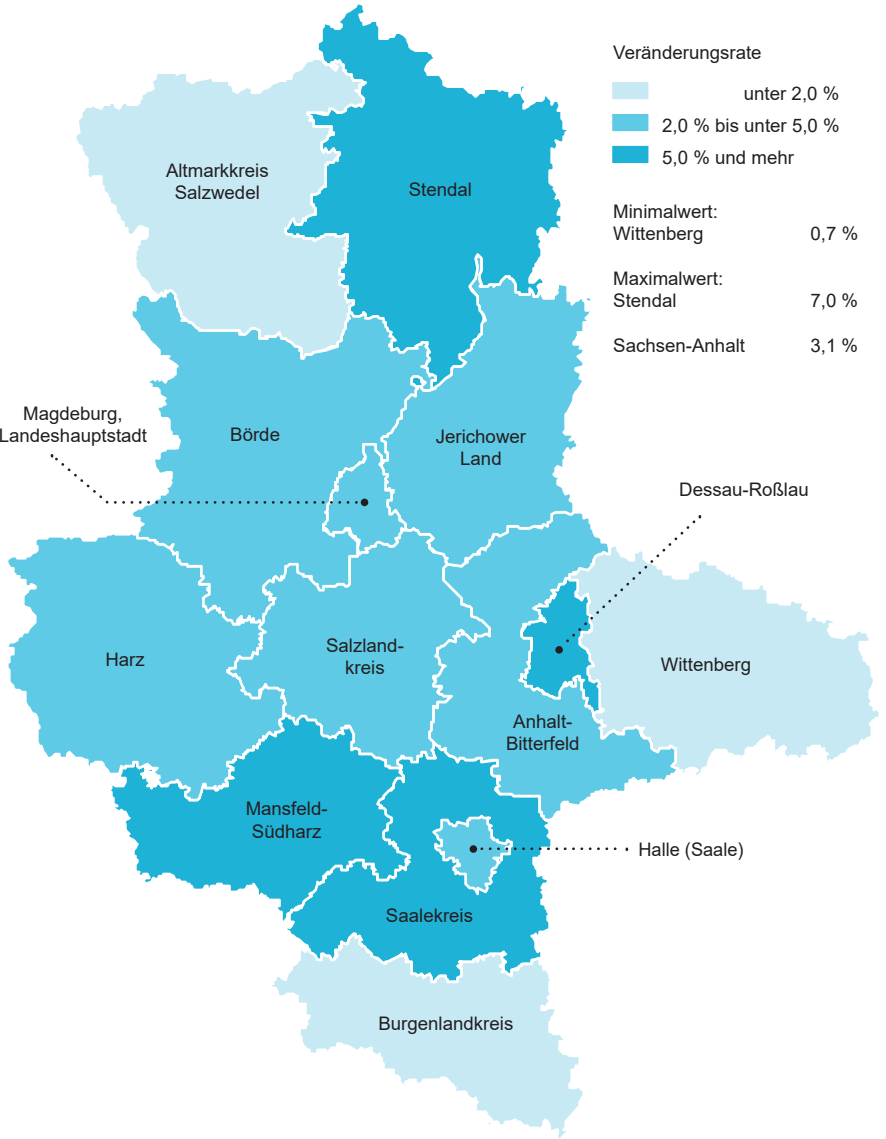 Veränderungsrate
unter 2,0 %
2,0 % bis unter 5,0 %
5,0 % und mehr
Minimalwert:
Wittenberg 0,7 %
Maximalwert:
Stendal 7,0 %
Sachsen-Anhalt 3,1 %
Altmarkkreis
Salzwedel
Stendal
Magdeburg,
Landeshauptstadt
Börde
Jerichower
Land
Dessau-Roßlau
Harz
Salzland-
kreis
Wittenberg
Anhalt-
Bitterfeld
Mansfeld-
Südharz
Halle (Saale)
Saalekreis
Burgenlandkreis